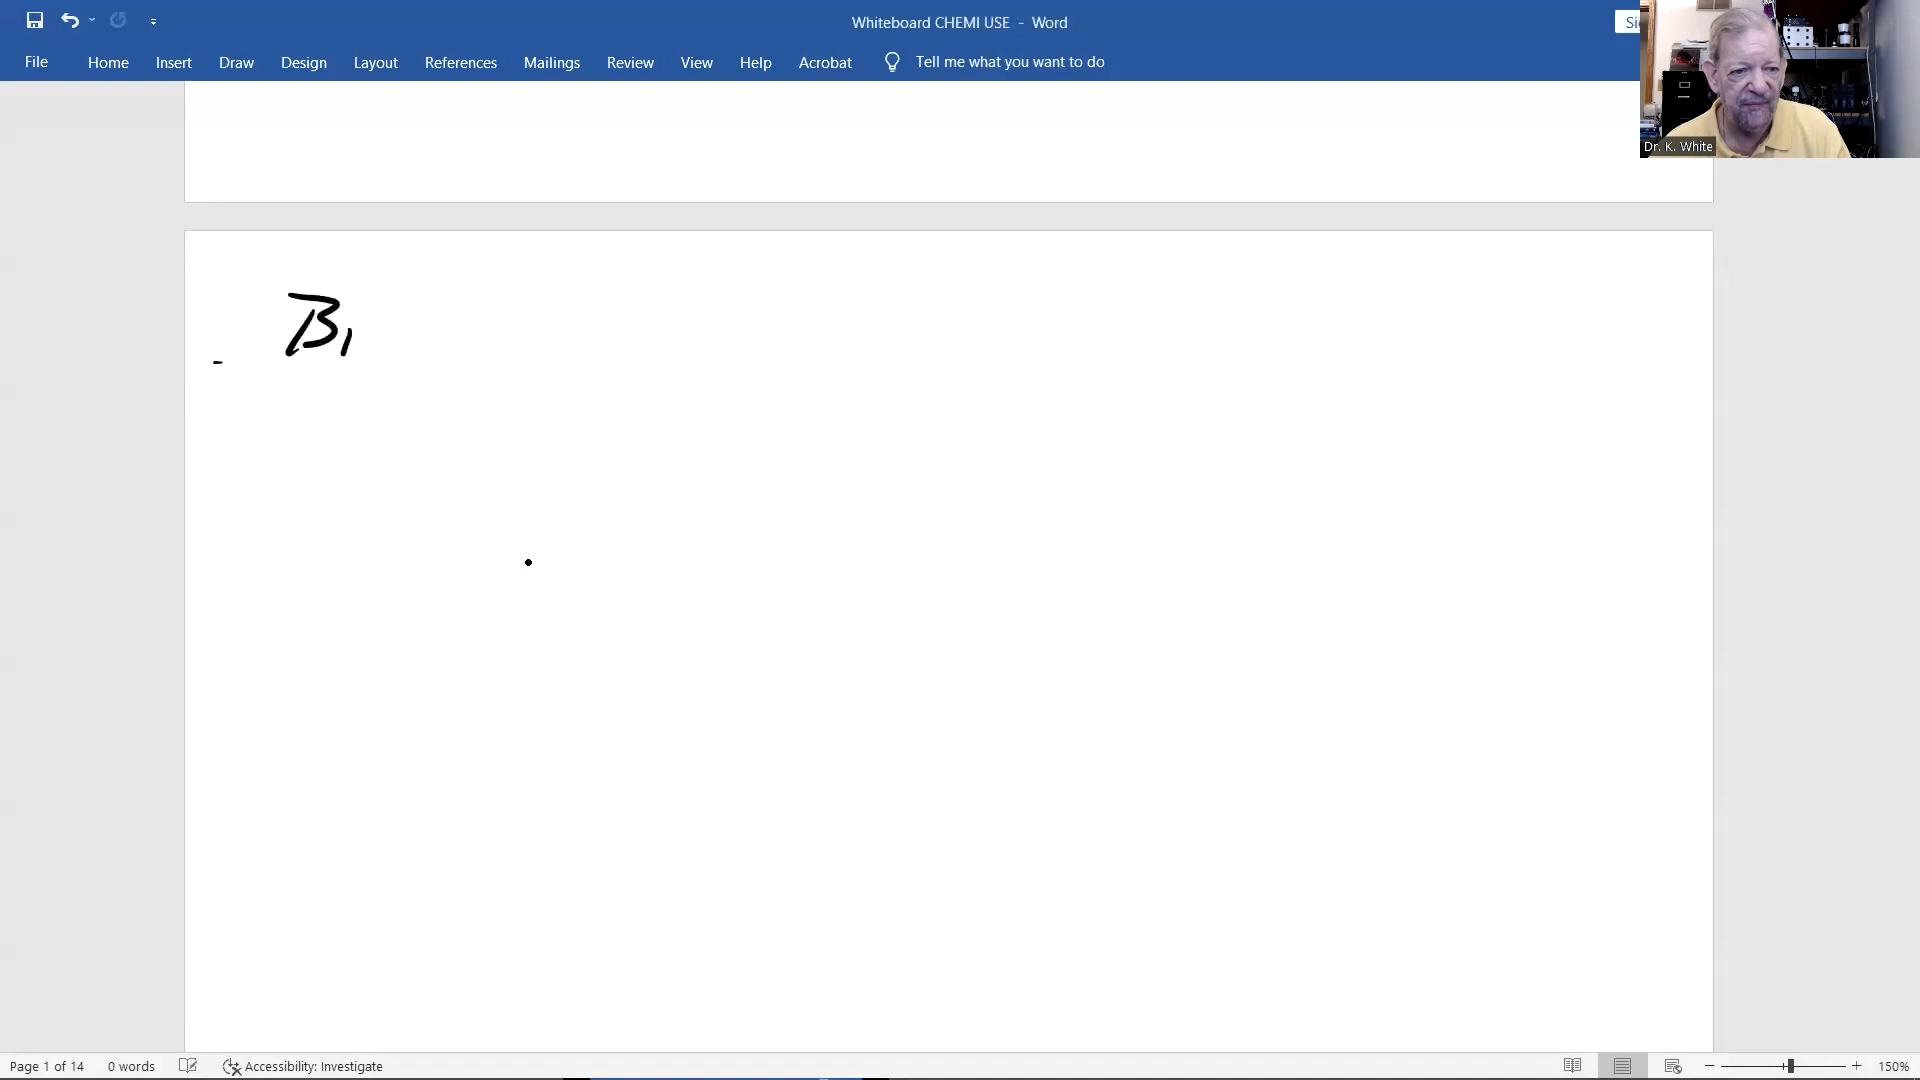 Whiteboard CHEMI USE - Word
File Home Insert Draw Design Layout References Mailings Review View Help Acrobat Tell me what you want to do
Dr. K. White
B₁
Page 1 of 14 0 words Accessibility: Investigate 150%